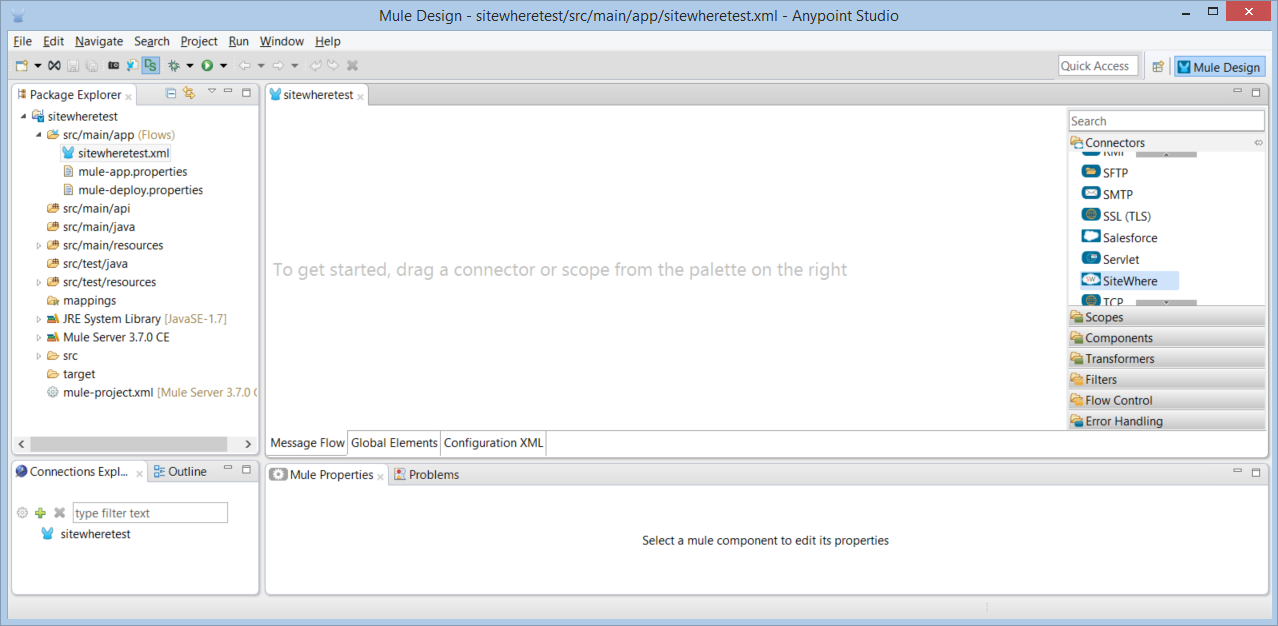 Mule Design - sitewheretest/src/main/app/sitewheretest.xml - Anypoint Studio
File Edit Navigate Search Project Run Window Help
Quick Access
Mule Design
Package Explorer
sitewheretest
src/main/app (Flows)
sitewheretest.xml
mule-app.properties
mule-deploy.properties
src/main/api
src/main/java
src/main/resources
src/test/java
src/test/resources
mappings
JRE System Library [JavaSE-1.7]
Mule Server 3.7.0 CE
src
target
mule-project.xml [Mule Server 3.7.0
sitewheretest
To get started, drag a connector or scope from the palette on the right
Search
Connectors
SFTP
SMTP
SSL (TLS)
Salesforce
Servlet
SiteWhere
TCP
Scopes
Components
Transformers
Filters
Flow Control
Error Handling
Message Flow Global Elements Configuration XML
Connections Expl... Outline
type filter text
sitewheretest
Mule Properties Problems
Select a mule component to edit its properties